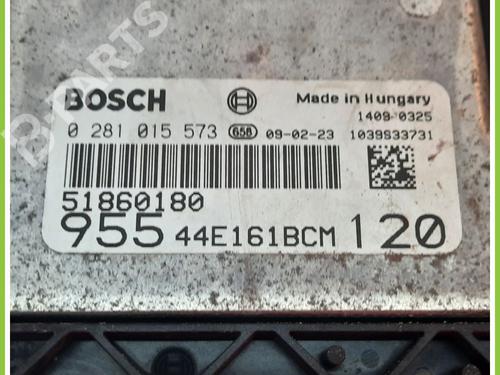 B-PARTS
BOSCH
Made in Hungary
1409 0325
0 281 015 573 658 09-02-23 1039S33731
51860180
955 44E161BCM 120